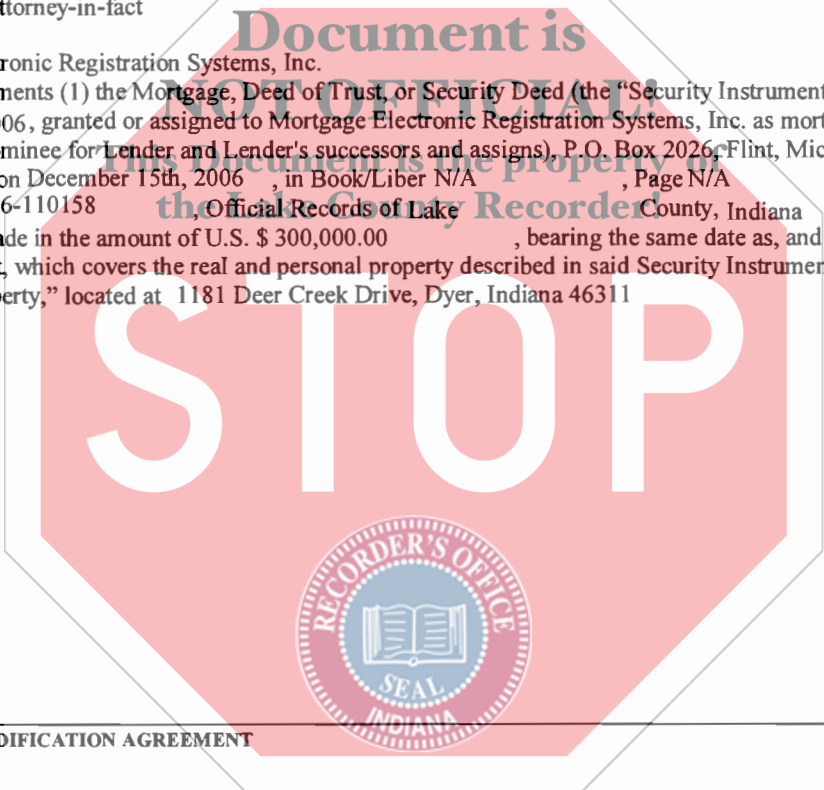 ttorney-in-fact
Document is
ronic Registration Systems, Inc.
NOT OFFICIAL!
ments (1) the Mortgage, Deed of Trust, or Security Deed (the “Security Instrument
06, granted or assigned to Mortgage Electronic Registration Systems, Inc. as mort
minee for Lender and Lender's successors and assigns), P.O. Box 2026, Flint, Mic
This Document is the property of
on December 15th, 2006 , in Book/Liber N/A , Page N/A
6-110158 , Official Records of Lake County, Indiana
the Lake County Recorder!
de in the amount of U.S. $ 300,000.00 , bearing the same date as, and
, which covers the real and personal property described in said Security Instrumen
erty,” located at 1181 Deer Creek Drive, Dyer, Indiana 46311
STOP
RECORDER'S OFFICE
SEAL
INDIANA
DIFICATION AGREEMENT